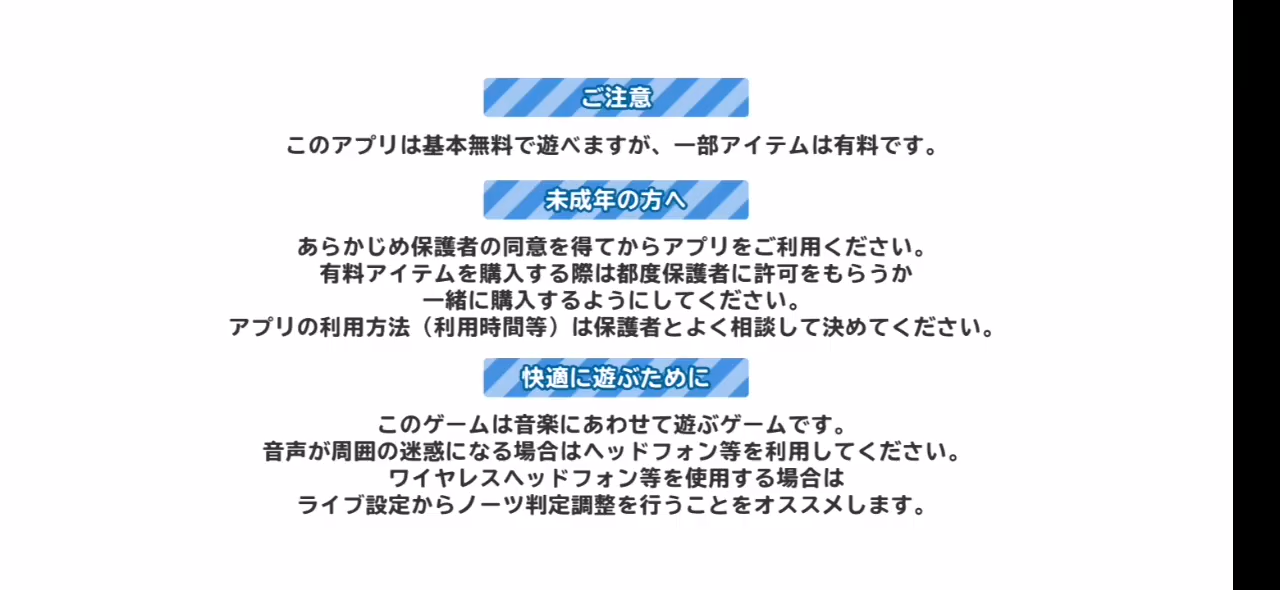 ご注意
このアプリは基本無料で遊べますが、一部アイテムは有料です。
未成年の方へ
あらかじめ保護者の同意を得てからアプリをご利用ください。
有料アイテムを購入する際は都度保護者に許可をもらうか
一緒に購入するようにしてください。
アプリの利用方法（利用時間等）は保護者とよく相談して決めてください。
快適に遊ぶために
このゲームは音楽にあわせて遊ぶゲームです。
音声が周囲の迷惑になる場合はヘッドフォン等を利用してください。
ワイヤレスヘッドフォン等を使用する場合は
ライブ設定からノーツ判定調整を行うことをオススメします。